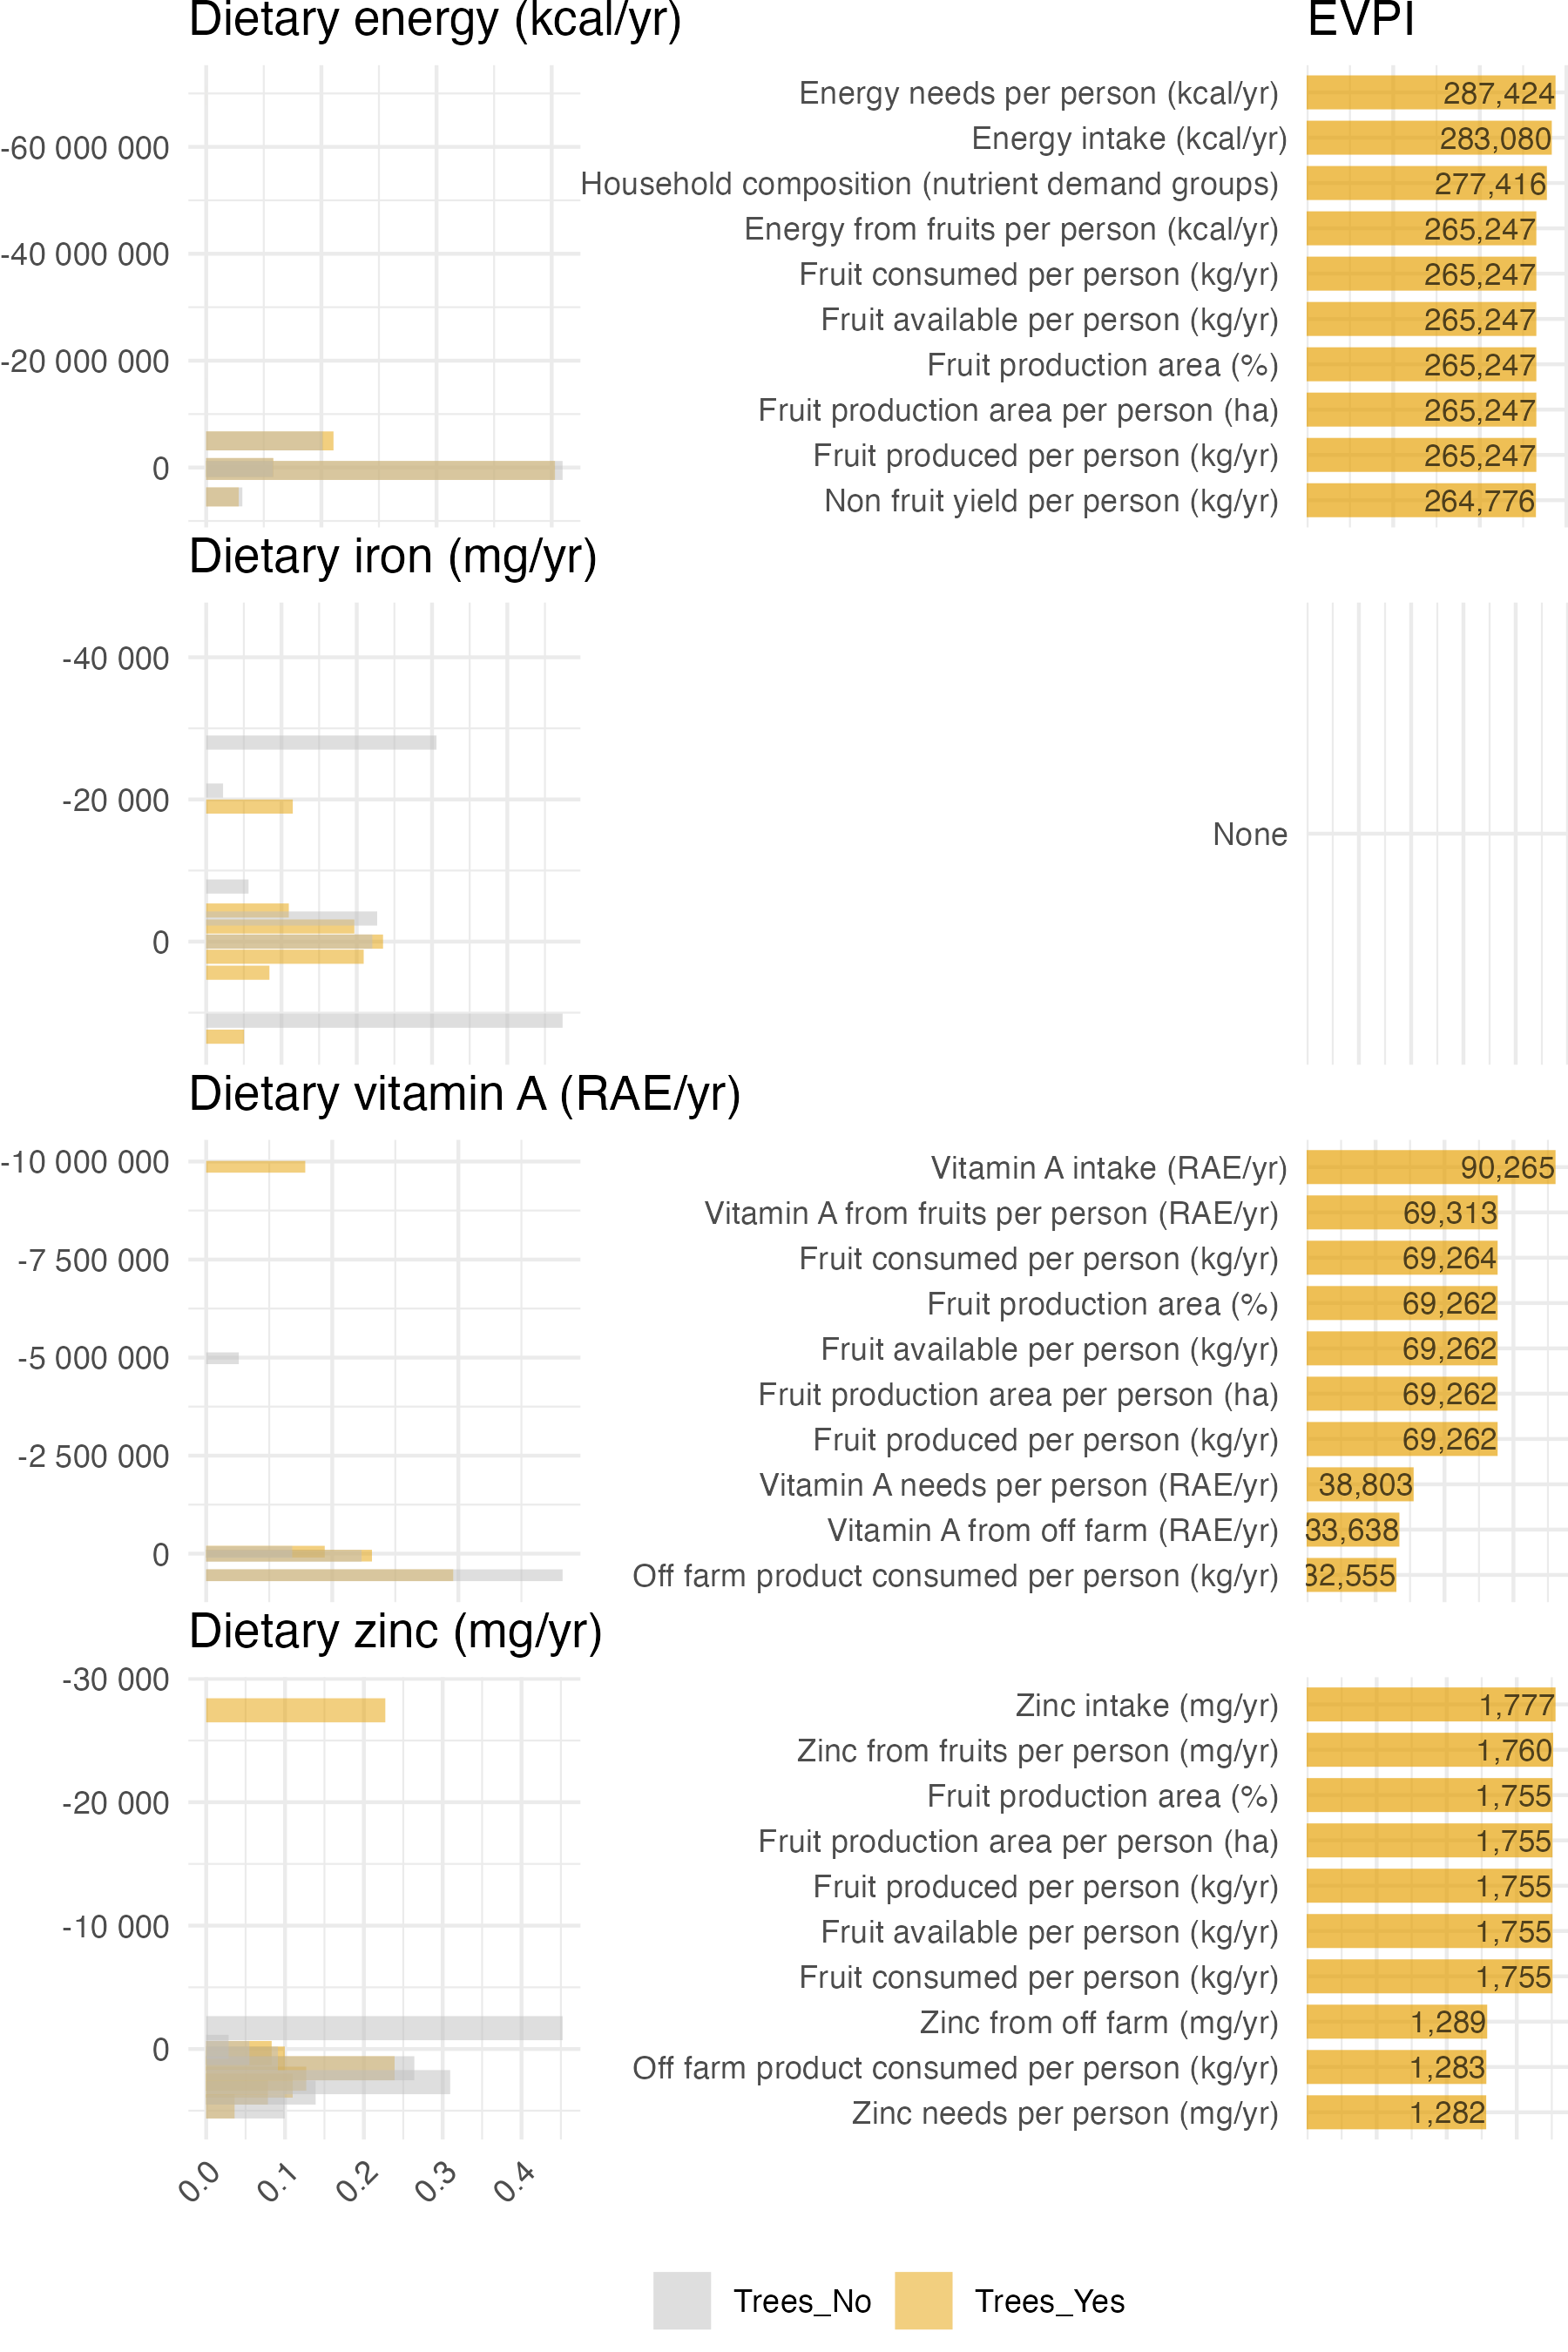 Dietary energy (kcal/yr)
EVPI
-60 000 000
-40 000 000
-20 000 000
0
Energy needs per person (kcal/yr) 287,424
Energy intake (kcal/yr) 283,080
Household composition (nutrient demand groups) 277,416
Energy from fruits per person (kcal/yr) 265,247
Fruit consumed per person (kg/yr) 265,247
Fruit available per person (kg/yr) 265,247
Fruit production area (%) 265,247
Fruit production area per person (ha) 265,247
Fruit produced per person (kg/yr) 265,247
Non fruit yield per person (kg/yr) 264,776
Dietary iron (mg/yr)
-40 000
-20 000
0
None
Dietary vitamin A (RAE/yr)
-10 000 000
-7 500 000
-5 000 000
-2 500 000
0
Vitamin A intake (RAE/yr) 90,265
Vitamin A from fruits per person (RAE/yr) 69,313
Fruit consumed per person (kg/yr) 69,264
Fruit production area (%) 69,262
Fruit available per person (kg/yr) 69,262
Fruit production area per person (ha) 69,262
Fruit produced per person (kg/yr) 69,262
Vitamin A needs per person (RAE/yr) 38,803
Vitamin A from off farm (RAE/yr) 33,638
Off farm product consumed per person (kg/yr) 32,555
Dietary zinc (mg/yr)
-30 000
-20 000
-10 000
0
Zinc intake (mg/yr) 1,777
Zinc from fruits per person (mg/yr) 1,760
Fruit production area (%) 1,755
Fruit production area per person (ha) 1,755
Fruit produced per person (kg/yr) 1,755
Fruit available per person (kg/yr) 1,755
Fruit consumed per person (kg/yr) 1,755
Zinc from off farm (mg/yr) 1,289
Off farm product consumed per person (kg/yr) 1,283
Zinc needs per person (mg/yr) 1,282
0.0 0.1 0.2 0.3 0.4
Trees_No Trees_Yes